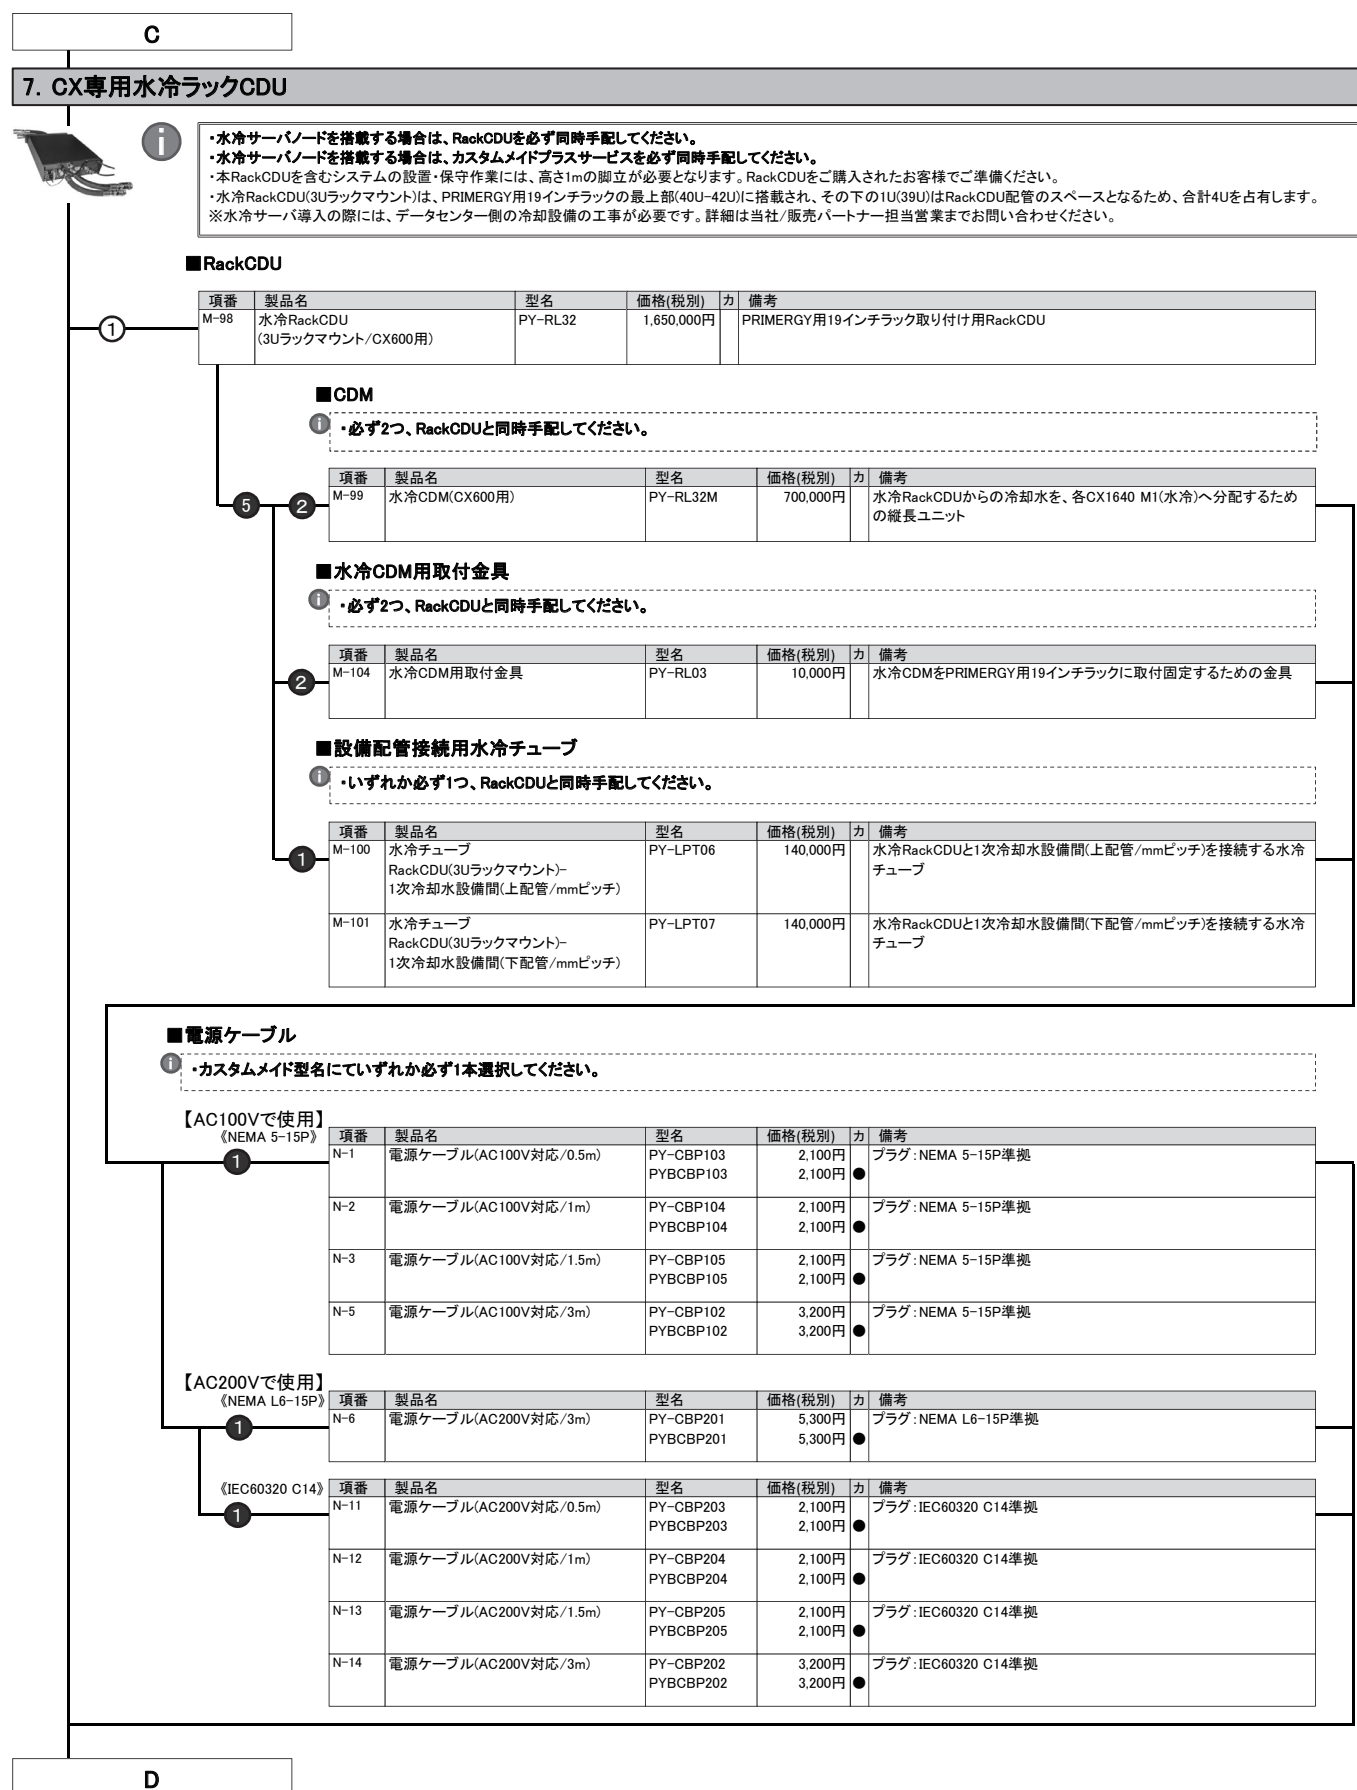 C
7. CX専用水冷ラックCDU
・水冷サーバノードを搭載する場合は、RackCDUを必ず同時手配してください。
・水冷サーバノードを搭載する場合は、カスタムメイドプラスサービスを必ず同時手配してください。
・本RackCDUを含むシステムの設置・保守作業には、高さ1mの脚立が必要となります。RackCDUをご購入されたお客様でご準備ください。
・水冷RackCDU(3Uラックマウント)は、PRIMERGY用19インチラックの最上部(40U-42U)に搭載され、その下の1U(39U)はRackCDU配管のスペースとなるため、合計4Uを占有します。
※水冷サーバ導入の際には、データセンター側の冷却設備の工事が必要です。詳細は当社/販売パートナー担当営業までお問い合わせください。
■RackCDU
項番 製品名 型名 価格(税別) カ 備考
① M-98 水冷RackCDU PY-RL32 1,650,000円 PRIMERGY用19インチラック取り付け用RackCDU
(3Uラックマウント/CX600用)
■CDM
・必ず2つ、RackCDUと同時手配してください。
項番 製品名 型名 価格(税別) カ 備考
5 2 M-99 水冷CDM(CX600用) PY-RL32M 700,000円 水冷RackCDUからの冷却水を、各CX1640 M1(水冷)へ分配するため
の縦長ユニット
■水冷CDM用取付金具
・必ず2つ、RackCDUと同時手配してください。
項番 製品名 型名 価格(税別) カ 備考
2 M-104 水冷CDM用取付金具 PY-RL03 10,000円 水冷CDMをPRIMERGY用19インチラックに取付固定するための金具
■設備配管接続用水冷チューブ
・いずれか必ず1つ、RackCDUと同時手配してください。
項番 製品名 型名 価格(税別) カ 備考
1 M-100 水冷チューブ PY-LPT06 140,000円 水冷RackCDUと1次冷却水設備間(上配管/mmピッチ)を接続する水冷
RackCDU(3Uラックマウント)- チューブ
1次冷却水設備間(上配管/mmピッチ)
M-101 水冷チューブ PY-LPT07 140,000円 水冷RackCDUと1次冷却水設備間(下配管/mmピッチ)を接続する水冷
RackCDU(3Uラックマウント)- チューブ
1次冷却水設備間(下配管/mmピッチ)
■電源ケーブル
・カスタムメイド型名にていずれか必ず1本選択してください。
【AC100Vで使用】
《NEMA 5-15P》 項番 製品名 型名 価格(税別) カ 備考
1 N-1 電源ケーブル(AC100V対応/0.5m) PY-CBP103 2,100円 プラグ:NEMA 5-15P準拠
PYBCBP103 2,100円 ●
N-2 電源ケーブル(AC100V対応/1m) PY-CBP104 2,100円 プラグ:NEMA 5-15P準拠
PYBCBP104 2,100円 ●
N-3 電源ケーブル(AC100V対応/1.5m) PY-CBP105 2,100円 プラグ:NEMA 5-15P準拠
PYBCBP105 2,100円 ●
N-5 電源ケーブル(AC100V対応/3m) PY-CBP102 3,200円 プラグ:NEMA 5-15P準拠
PYBCBP102 3,200円 ●
【AC200Vで使用】
《NEMA L6-15P》 項番 製品名 型名 価格(税別) カ 備考
1 N-6 電源ケーブル(AC200V対応/3m) PY-CBP201 5,300円 プラグ:NEMA L6-15P準拠
PYBCBP201 5,300円 ●
《IEC60320 C14》 項番 製品名 型名 価格(税別) カ 備考
1 N-11 電源ケーブル(AC200V対応/0.5m) PY-CBP203 2,100円 プラグ:IEC60320 C14準拠
PYBCBP203 2,100円 ●
N-12 電源ケーブル(AC200V対応/1m) PY-CBP204 2,100円 プラグ:IEC60320 C14準拠
PYBCBP204 2,100円 ●
N-13 電源ケーブル(AC200V対応/1.5m) PY-CBP205 2,100円 プラグ:IEC60320 C14準拠
PYBCBP205 2,100円 ●
N-14 電源ケーブル(AC200V対応/3m) PY-CBP202 3,200円 プラグ:IEC60320 C14準拠
PYBCBP202 3,200円 ●
D